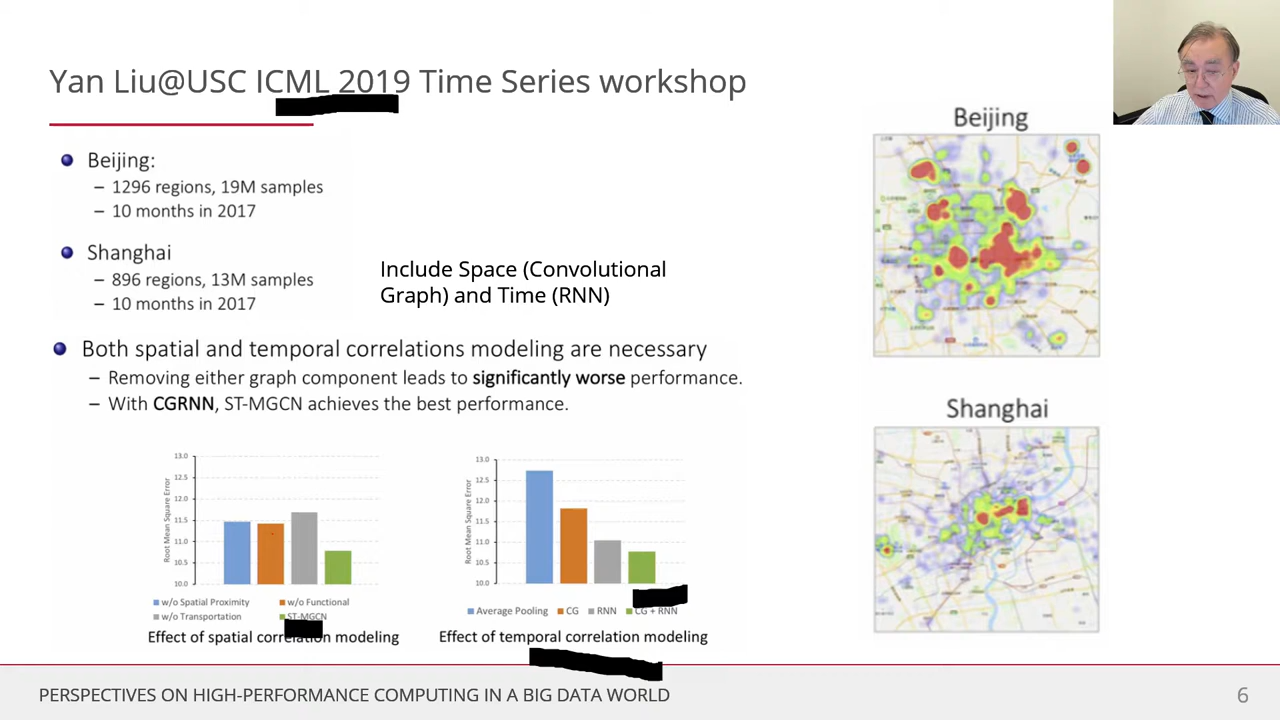 Yan Liu@USC ICML 2019 Time Series workshop
Beijing:
– 1296 regions, 19M samples
– 10 months in 2017
Shanghai
– 896 regions, 13M samples
– 10 months in 2017
Include Space (Convolutional
Graph) and Time (RNN)
Both spatial and temporal correlations modeling are necessary
– Removing either graph component leads to significantly worse performance.
– With CGRNN, ST-MGCN achieves the best performance.
Beijing
Shanghai
Root Mean Square Error
13.0
12.5
12.0
11.5
11.0
10.5
10.0
w/o Spatial Proximity
w/o Functional
w/o Transportation
ST-MGCN
Effect of spatial correlation modeling
Root Mean Square Error
13.0
12.5
12.0
11.5
11.0
10.5
10.0
Average Pooling
CG
RNN
CG + RNN
Effect of temporal correlation modeling
PERSPECTIVES ON HIGH-PERFORMANCE COMPUTING IN A BIG DATA WORLD
6